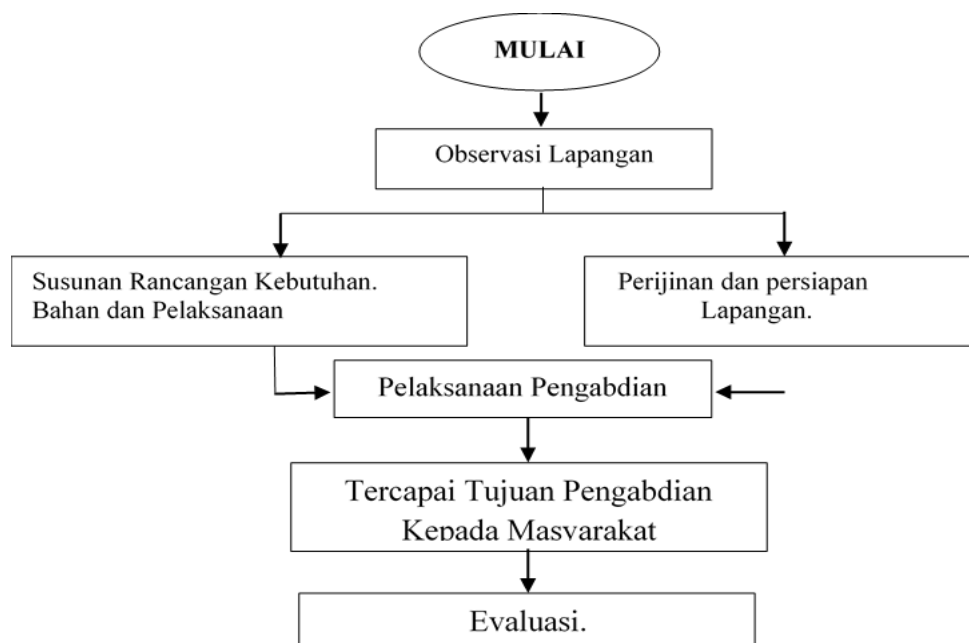 MULAI
Observasi Lapangan
Susunan Rancangan Kebutuhan.
Bahan dan Pelaksanaan
Perijinan dan persiapan
Lapangan.
Pelaksanaan Pengabdian
Tercapai Tujuan Pengabdian
Kepada Masyarakat
Evaluasi.